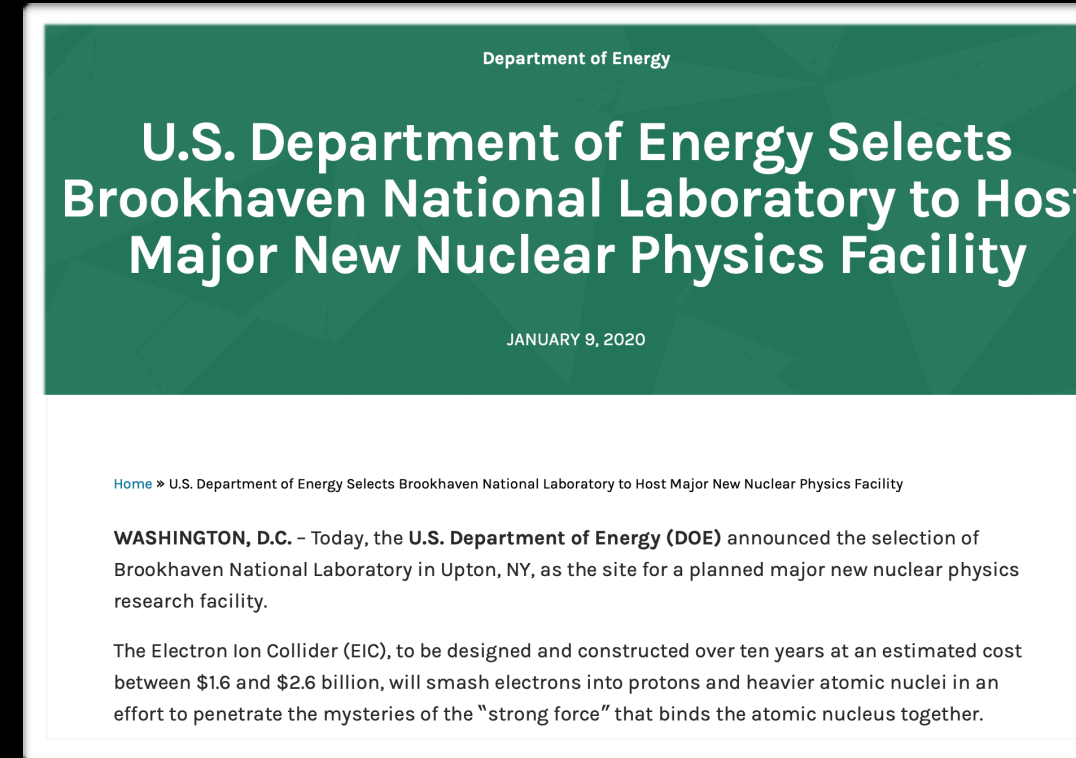 Department of Energy
U.S. Department of Energy Selects
Brookhaven National Laboratory to Host
Major New Nuclear Physics Facility
JANUARY 9, 2020
Home » U.S. Department of Energy Selects Brookhaven National Laboratory to Host Major New Nuclear Physics Facility
WASHINGTON, D.C. – Today, the U.S. Department of Energy (DOE) announced the selection of
Brookhaven National Laboratory in Upton, NY, as the site for a planned major new nuclear physics
research facility.
The Electron Ion Collider (EIC), to be designed and constructed over ten years at an estimated cost
between $1.6 and $2.6 billion, will smash electrons into protons and heavier atomic nuclei in an
effort to penetrate the mysteries of the “strong force” that binds the atomic nucleus together.